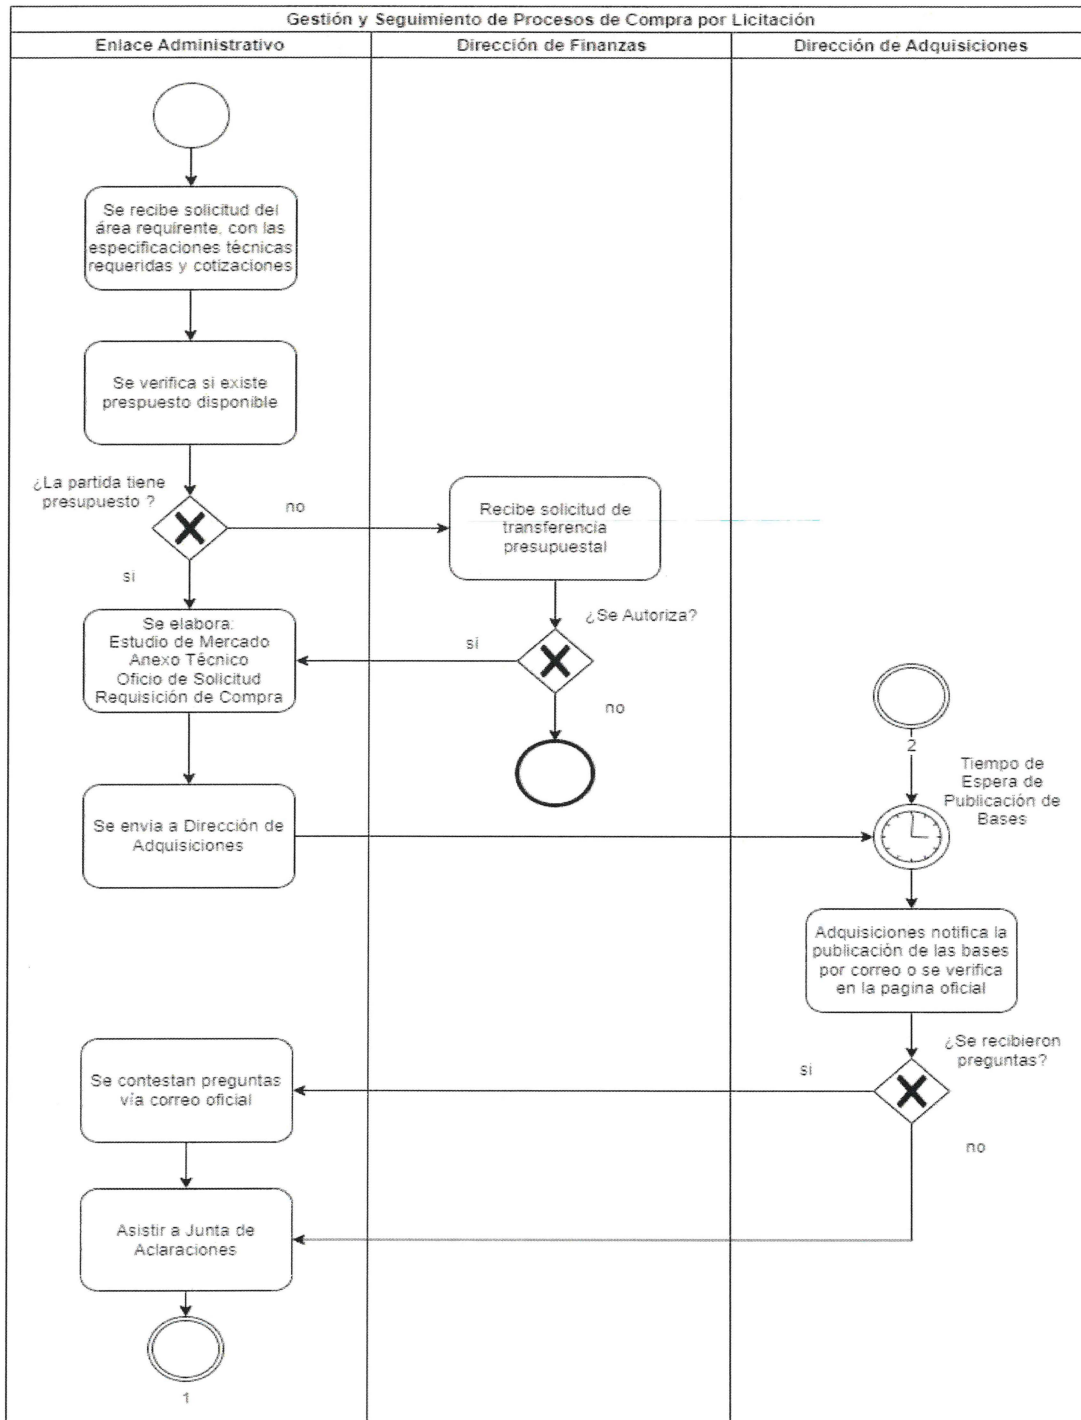 Gestión y Seguimiento de Procesos de Compra por Licitación
Enlace Administrativo
Dirección de Finanzas
Dirección de Adquisiciones
Se recibe solicitud del
área requirente, con las
especificaciones técnicas
requeridas y cotizaciones
Se verifica si existe
prespuesto disponible
¿La partida tiene
presupuesto ?
no
si
Recibe solicitud de
transferencia
presupuestal
¿Se Autoriza?
si
no
Se elabora:
Estudio de Mercado
Anexo Técnico
Oficio de Solicitud
Requisición de Compra
Se envia a Dirección de
Adquisiciones
2
Tiempo de
Espera de
Publicación de
Bases
Adquisiciones notifica la
publicación de las bases
por correo o se verifica
en la pagina oficial
¿Se recibieron
preguntas?
si
no
Se contestan preguntas
vía correo oficial
Asistir a Junta de
Aclaraciones
1